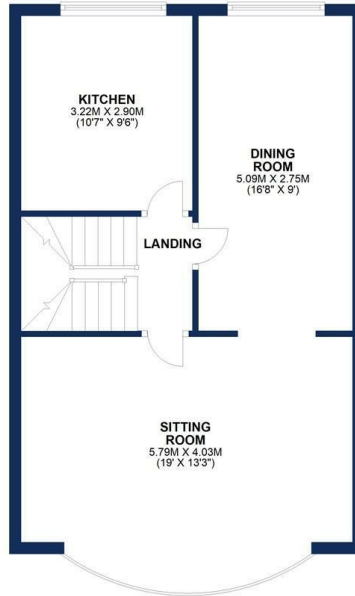 KITCHEN
3.22M X 2.90M
(10'7" X 9'6")
DINING
ROOM
5.09M X 2.75M
(16'8" X 9')
LANDING
SITTING
ROOM
5.79M X 4.03M
(19' X 13'3")